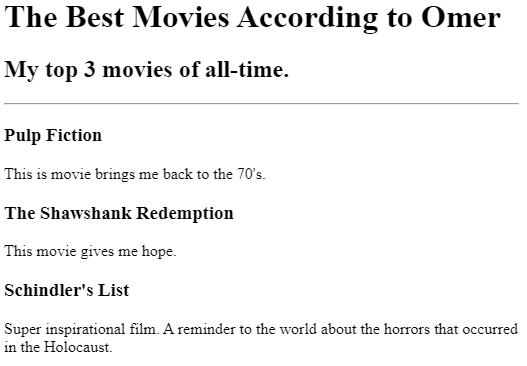 The Best Movies According to Omer
My top 3 movies of all-time.
Pulp Fiction
This is movie brings me back to the 70's.
The Shawshank Redemption
This movie gives me hope.
Schindler's List
Super inspirational film. A reminder to the world about the horrors that occurred
in the Holocaust.